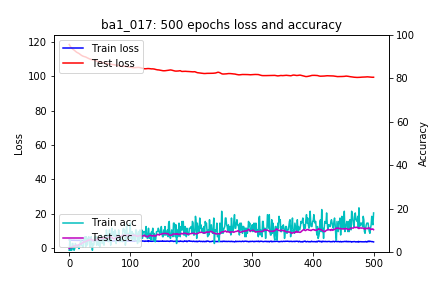 ba1_017: 500 epochs loss and accuracy
120
100
80
60
40
20
0
Loss
100
80
60
40
20
0
Accuracy
Train loss
Test loss
Train acc
Test acc
0
100
200
300
400
500